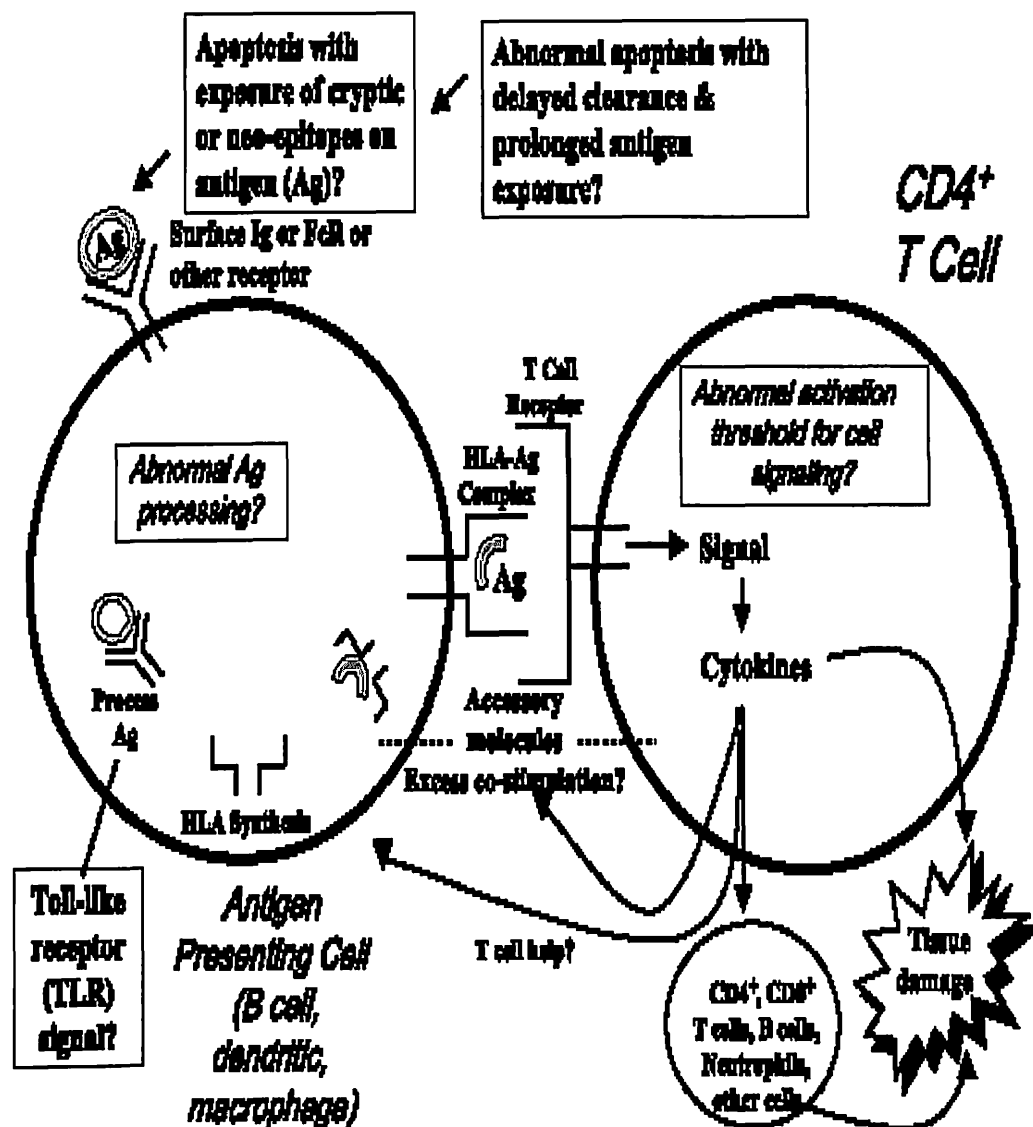 Apoptosis with
exposure of cryptic
or neo-epitopes on
antigen (Ag)?
Abnormal apoptosis with
delayed clearance &
prolonged antigen
exposure?
CD4+
T Cell
Ag
Surface Ig or FcR or
other receptor
T Cell
Receptor
Abnormal activation
threshold for cell
signaling?
Abnormal Ag
processing?
HLA-Ag
Complex
Ag
Signal
Cytokines
Process
Ag
Accessory
molecules
Excess co-stimulation?
HLA Synthesis
Toll-like
receptor
(TLR)
signal?
Antigen
Presenting Cell
(B cell,
dendritic,
macrophage)
T cell help?
CD4+, CD8+
T cells, B cells,
Neutrophils,
other cells
Tissue
damage